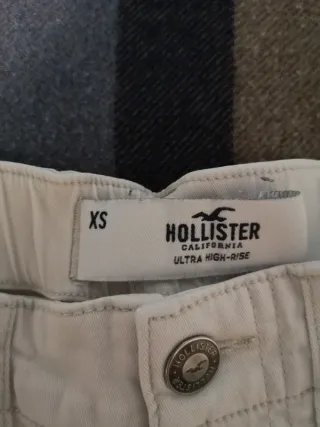 XS
HOLLISTER
CALIFORNIA
ULTRA HIGH-RISE
HOLLISTER